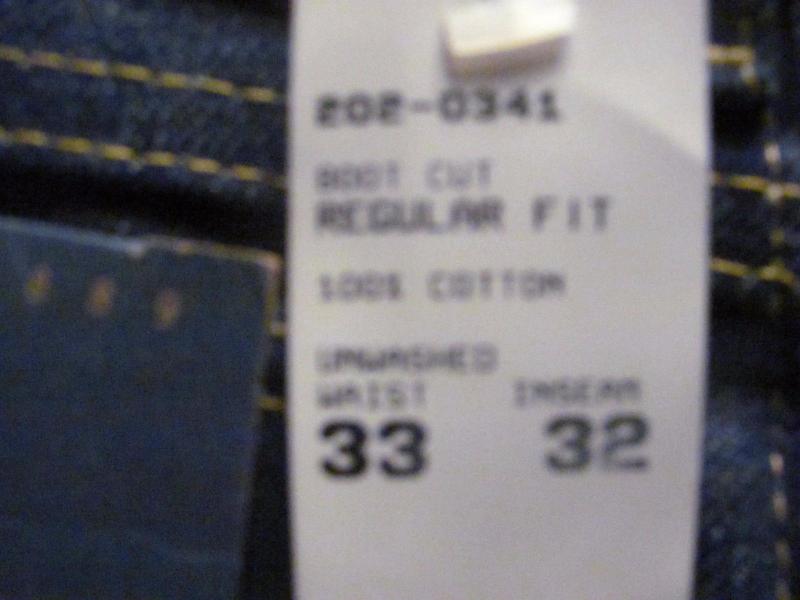 202-0341
BOOT CUT
REGULAR FIT
100% COTTON
UNWASHED
WAIST INSEAM
33 32